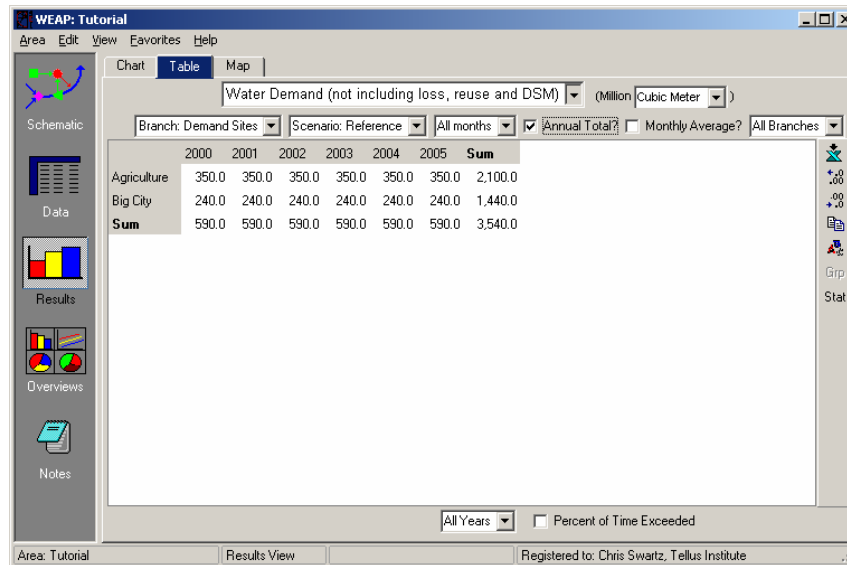 WEAP: Tutorial
Area Edit View Favorites Help
Chart Table Map
Water Demand (not including loss, reuse and DSM) (Million Cubic Meter )
Branch: Demand Sites Scenario: Reference All months Annual Total? Monthly Average? All Branches
2000 2001 2002 2003 2004 2005 Sum
Agriculture 350.0 350.0 350.0 350.0 350.0 350.0 2,100.0
Big City 240.0 240.0 240.0 240.0 240.0 240.0 1,440.0
Sum 590.0 590.0 590.0 590.0 590.0 590.0 3,540.0
Schematic
Data
Results
Overviews
Notes
Grp
Stat
All Years Percent of Time Exceeded
Area: Tutorial Results View Registered to: Chris Swartz, Tellus Institute